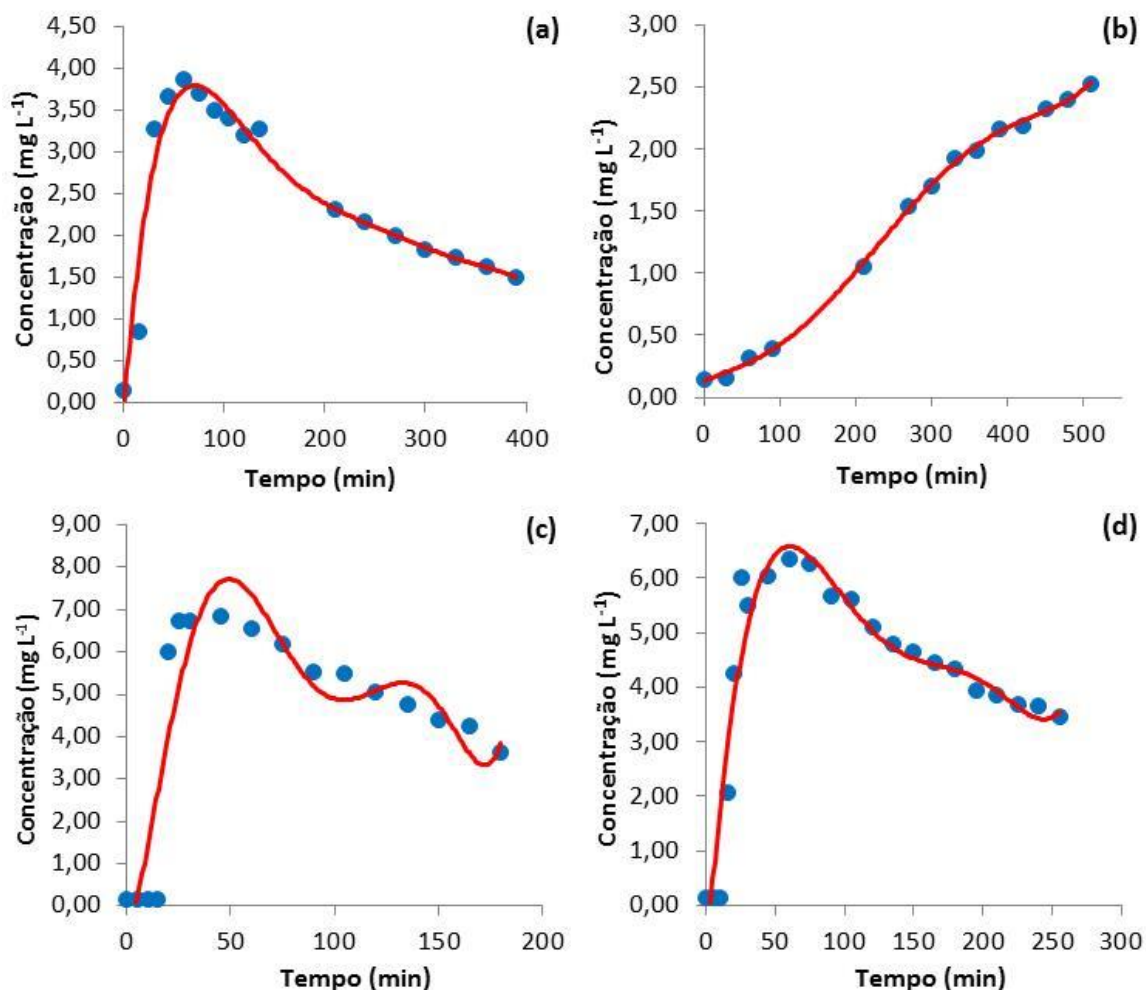 (a)
Concentração (mg L⁻¹)
4,50
4,00
3,50
3,00
2,50
2,00
1,50
1,00
0,50
0,00
0 100 200 300 400
Tempo (min)
(b)
Concentração (mg L⁻¹)
3,00
2,50
2,00
1,50
1,00
0,50
0,00
0 100 200 300 400 500
Tempo (min)
(c)
Concentração (mg L⁻¹)
9,00
8,00
7,00
6,00
5,00
4,00
3,00
2,00
1,00
0,00
0 50 100 150 200
Tempo (min)
(d)
Concentração (mg L⁻¹)
7,00
6,00
5,00
4,00
3,00
2,00
1,00
0,00
0 50 100 150 200 250 300
Tempo (min)